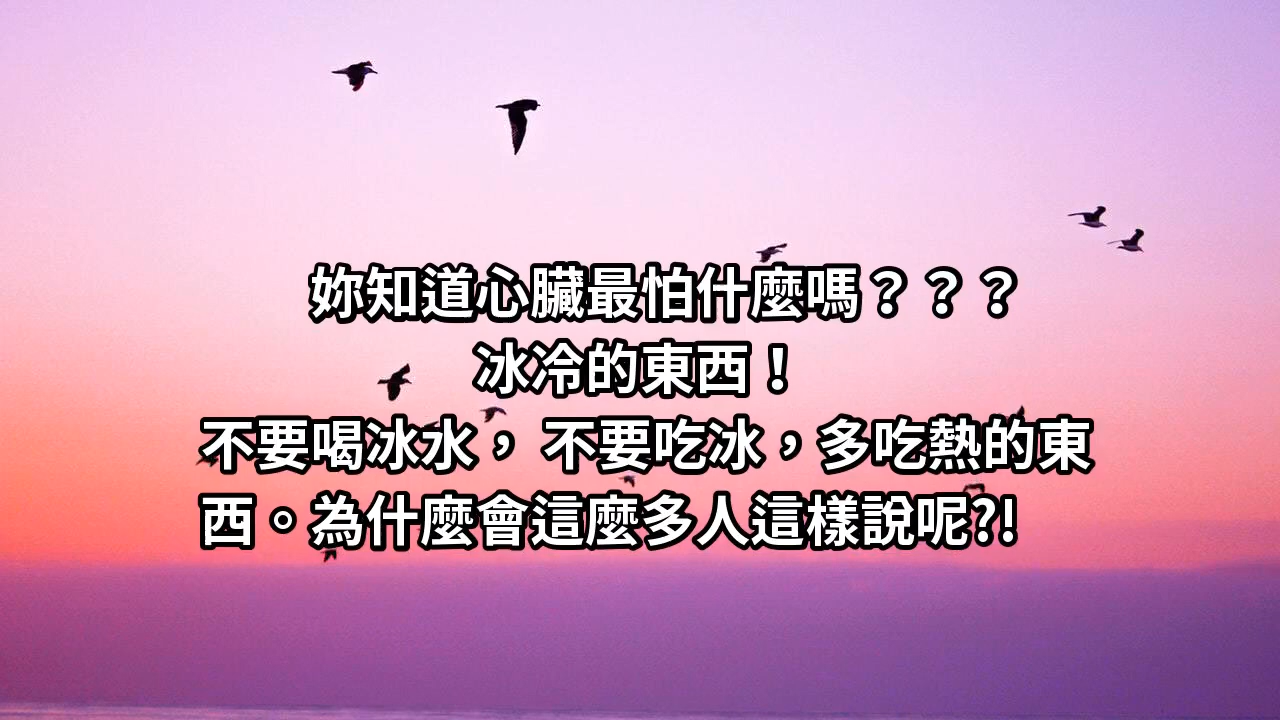 妳知道心臟最怕什麼嗎？？？
冰冷的東西！
不要喝冰水， 不要吃冰，多吃熱的東
西。為什麼會這麼多人這樣說呢?!